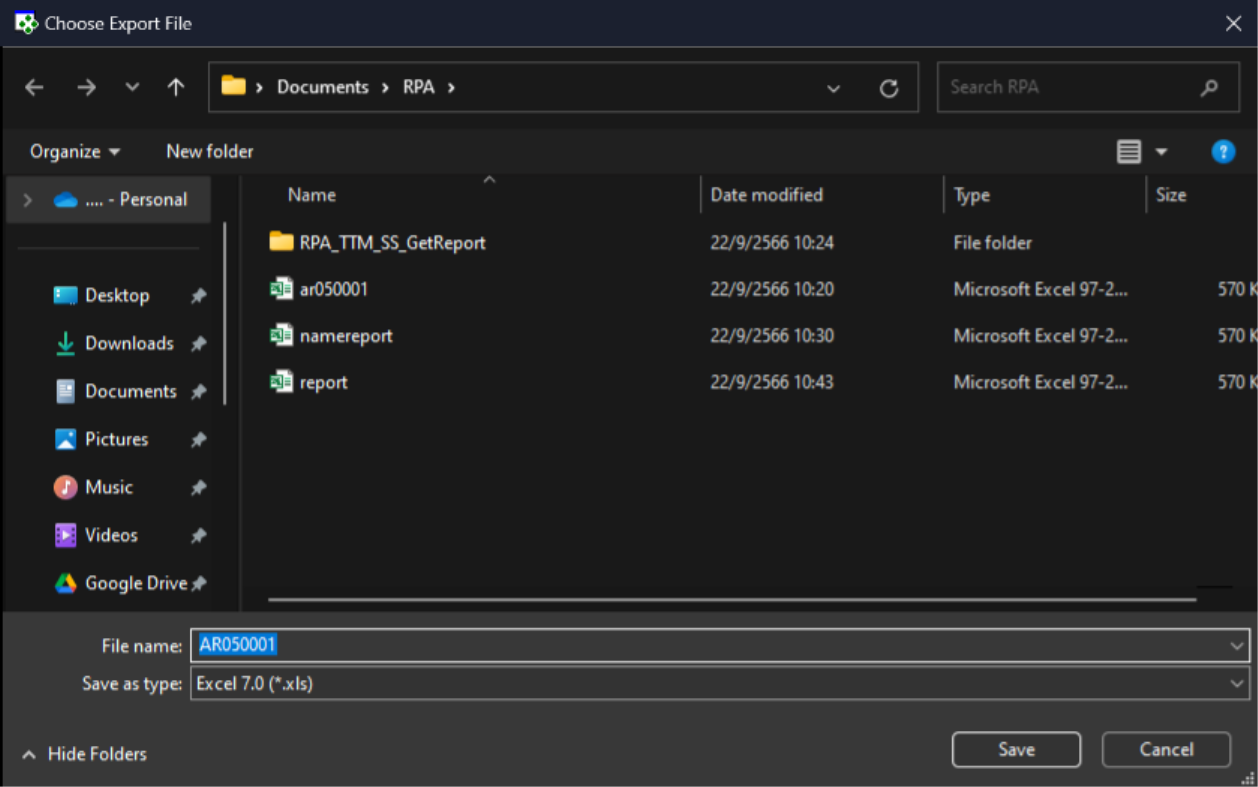 Choose Export File
Documents > RPA >
Search RPA
Organize
New folder
.... - Personal
Desktop
Downloads
Documents
Pictures
Music
Videos
Google Drive
Name Date modified Type Size
RPA_TTM_SS_GetReport 22/9/2566 10:24 File folder
ar050001 22/9/2566 10:20 Microsoft Excel 97-2... 570 K
namereport 22/9/2566 10:30 Microsoft Excel 97-2... 570 K
report 22/9/2566 10:43 Microsoft Excel 97-2... 570 K
File name: AR050001
Save as type: Excel 7.0 (*.xls)
Hide Folders
Save
Cancel